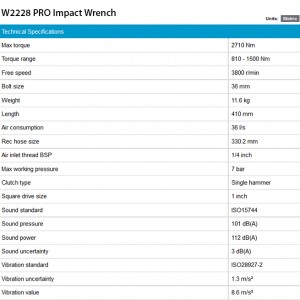 W2228 PRO Impact Wrench
Units: Metric
Technical Specifications
Max torque 2710 Nm
Torque range 810 - 1500 Nm
Free speed 3800 r/min
Bolt size 36 mm
Weight 11.6 kg
Length 410 mm
Air consumption 36 l/s
Rec hose size 330.2 mm
Air inlet thread BSP 1/4 inch
Max working pressure 7 bar
Clutch type Single hammer
Square drive size 1 inch
Sound standard ISO15744
Sound pressure 101 dB(A)
Sound power 112 dB(A)
Sound uncertainty 3 dB(A)
Vibration standard ISO28927-2
Vibration uncertainty 1.3 m/s²
Vibration value 8.6 m/s²